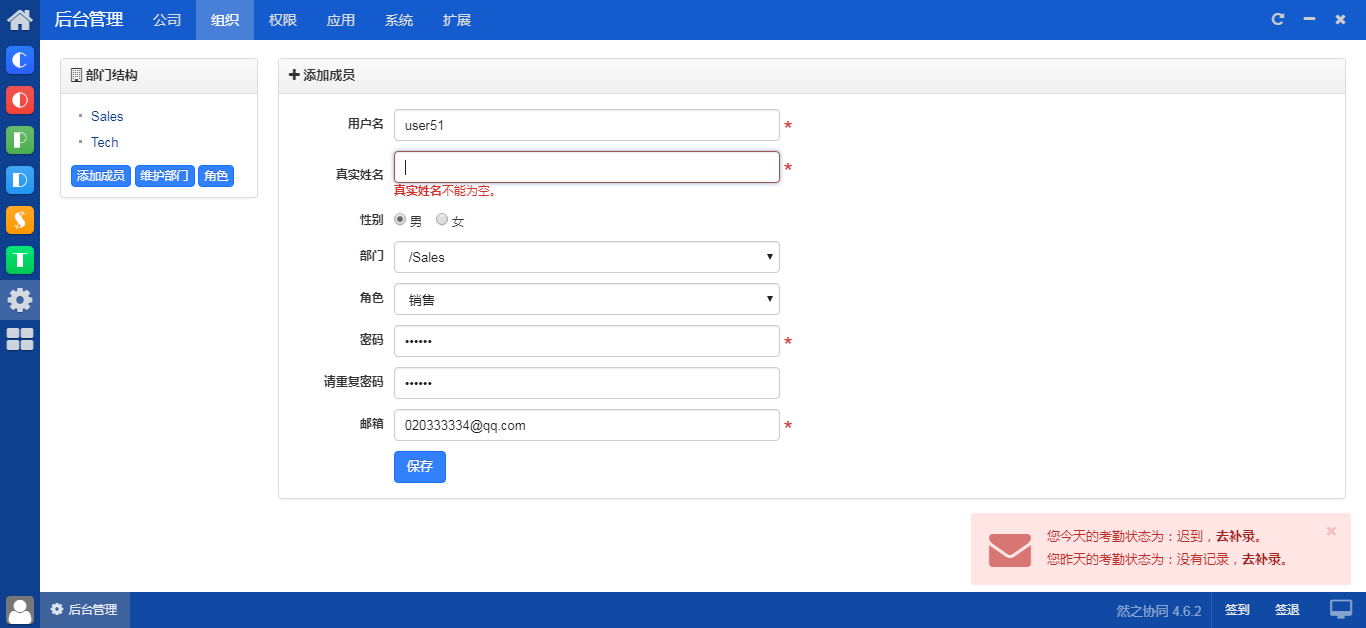 后台管理 公司 组织 权限 应用 系统 扩展
部门结构
Sales
Tech
添加成员 维护部门 角色
添加成员
用户名 user51 *
真实姓名 *
真实姓名不能为空。
性别 男 女
部门 /Sales
角色 销售
密码 •••••• *
请重复密码 ••••••
邮箱 020333334@qq.com *
保存
您今天的考勤状态为：迟到，去补录。
您昨天的考勤状态为：没有记录，去补录。
后台管理 然之协同 4.6.2 签到 签退